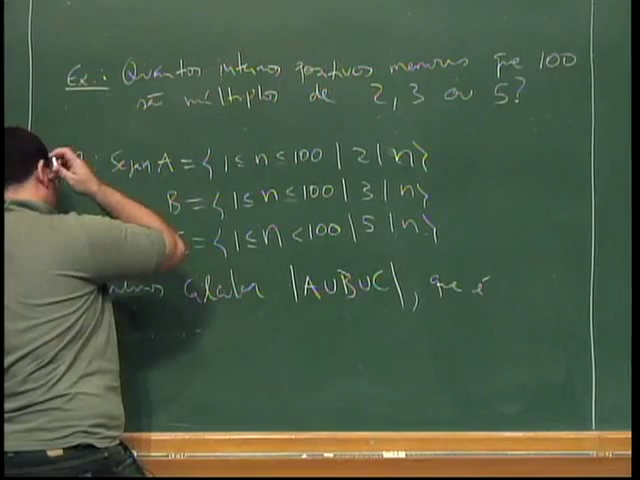 Ex.: Quantos inteiros positivos menores que 100
são múltiplos de 2, 3 ou 5?
Sejam A = { 1 ≤ n ≤ 100 | 2 | n }
B = { 1 ≤ n ≤ 100 | 3 | n }
= { 1 ≤ n < 100 | 5 | n }
calcular |A∪B∪C|, que é